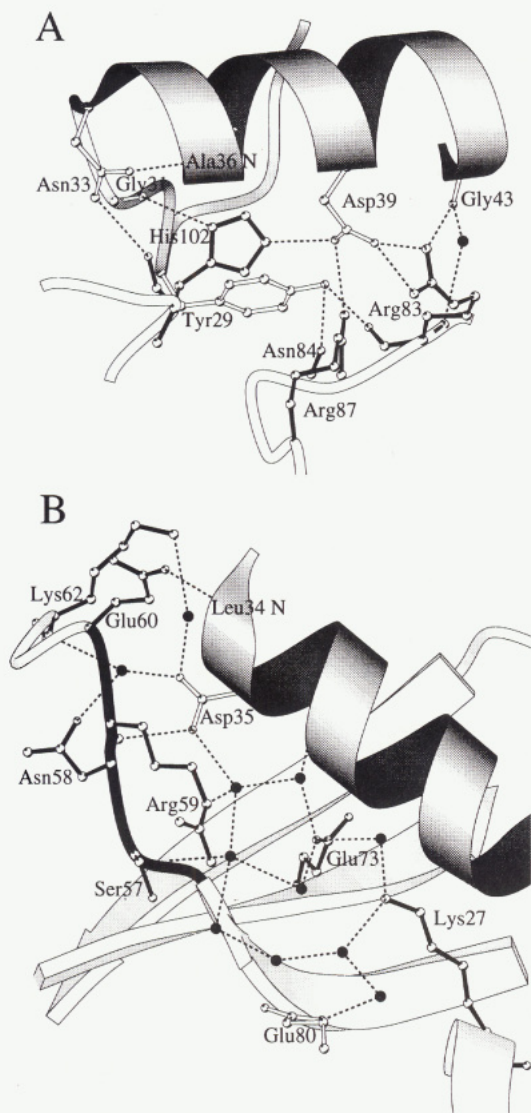 A
Ala36 N
Asn33
Gly31
Asp39
Gly43
His102
Tyr29
Arg83
Asn84
Arg87
B
Lys62
Leu34 N
Glu60
Asp35
Asn58
Arg59
Glu73
Ser57
Lys27
Glu80